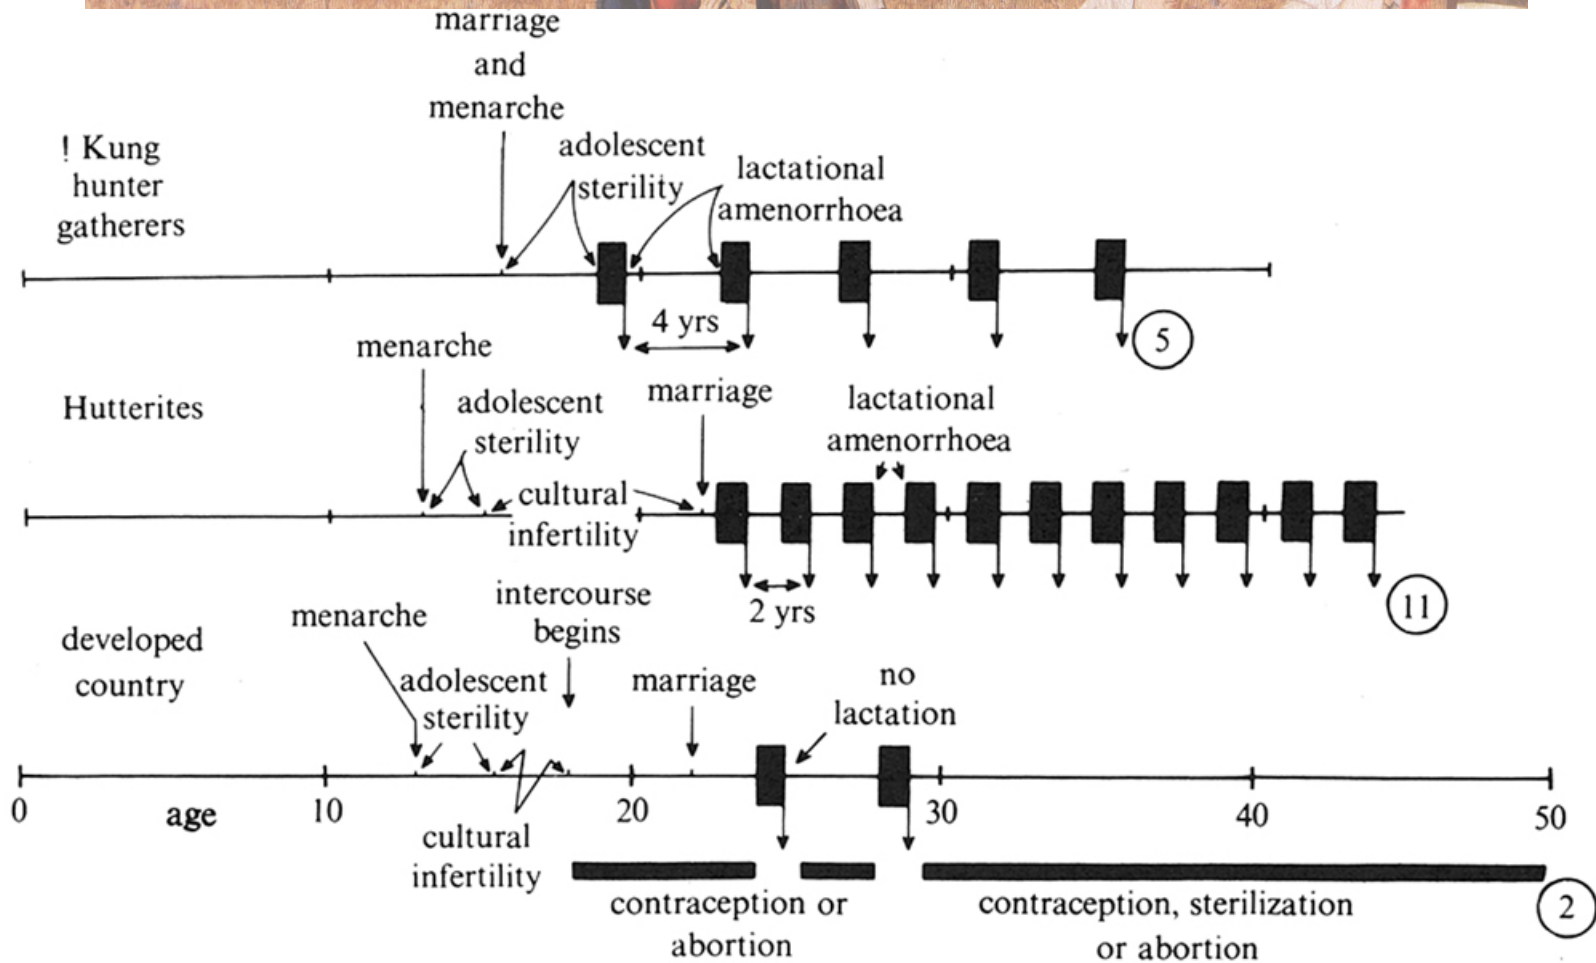 marriage
and
menarche
! Kung
hunter
gatherers
adolescent
sterility
lactational
amenorrhoea
4 yrs
5
menarche
Hutterites
adolescent
sterility
marriage
lactational
amenorrhoea
cultural
infertility
2 yrs
11
developed
country
menarche
intercourse
begins
adolescent
sterility
marriage
no
lactation
0 age 10 20 30 40 50
cultural
infertility
contraception or
abortion
contraception, sterilization
or abortion
2